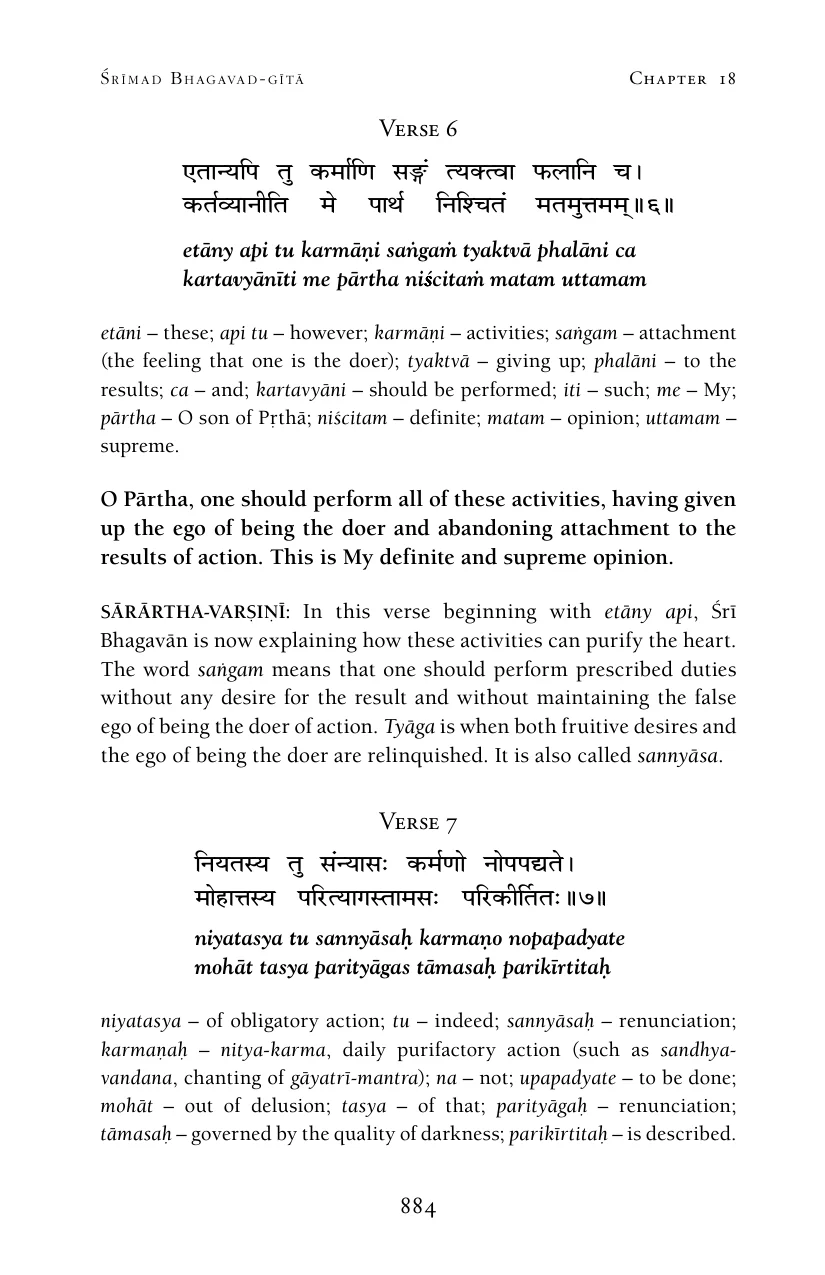 Śrīmad Bhagavad-gītā Chapter 18
Verse 6
एतान्यपि तु कर्माणि सङ्गं त्यक्त्वा फलानि च।
कर्तव्यानीति मे पार्थ निश्चितं मतमुत्तमम्॥६॥
etāny api tu karmāṇi saṅgaṁ tyaktvā phalāni ca
kartavyānīti me pārtha niścitaṁ matam uttamam
etāni – these; api tu – however; karmāṇi – activities; saṅgam – attachment
(the feeling that one is the doer); tyaktvā – giving up; phalāni – to the
results; ca – and; kartavyāni – should be performed; iti – such; me – My;
pārtha – O son of Pṛthā; niścitam – definite; matam – opinion; uttamam –
supreme.
O Pārtha, one should perform all of these activities, having given
up the ego of being the doer and abandoning attachment to the
results of action. This is My definite and supreme opinion.
SĀRĀRTHA-VARṢIṆĪ: In this verse beginning with etāny api, Śrī
Bhagavān is now explaining how these activities can purify the heart.
The word saṅgam means that one should perform prescribed duties
without any desire for the result and without maintaining the false
ego of being the doer of action. Tyāga is when both fruitive desires and
the ego of being the doer are relinquished. It is also called sannyāsa.
Verse 7
नियतस्य तु संन्यासः कर्मणो नोपपद्यते।
मोहात्तस्य परित्यागस्तामसः परिकीर्तितः॥७॥
niyatasya tu sannyāsaḥ karmaṇo nopapadyate
mohāt tasya parityāgas tāmasaḥ parikīrtitaḥ
niyatasya – of obligatory action; tu – indeed; sannyāsaḥ – renunciation;
karmaṇaḥ – nitya-karma, daily purifactory action (such as sandhya-
vandana, chanting of gāyatrī-mantra); na – not; upapadyate – to be done;
mohāt – out of delusion; tasya – of that; parityāgaḥ – renunciation;
tāmasaḥ – governed by the quality of darkness; parikīrtitaḥ – is described.
884